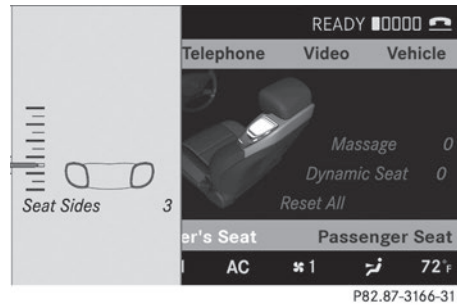 READY
Telephone Video Vehicle
Massage 0
Dynamic Seat 0
Seat Sides 3
Reset All
er's Seat Passenger Seat
AC 1 72°F
P82.87-3166-31